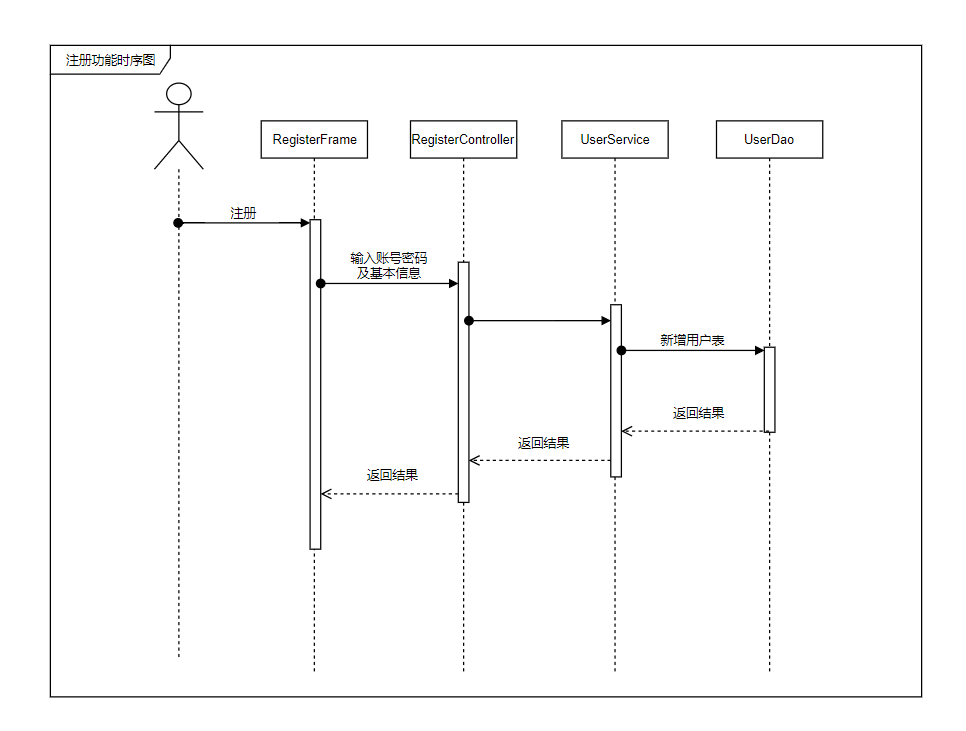 注册功能时序图
RegisterFrame
RegisterController
UserService
UserDao
注册
输入账号密码
及基本信息
新增用户表
返回结果
返回结果
返回结果